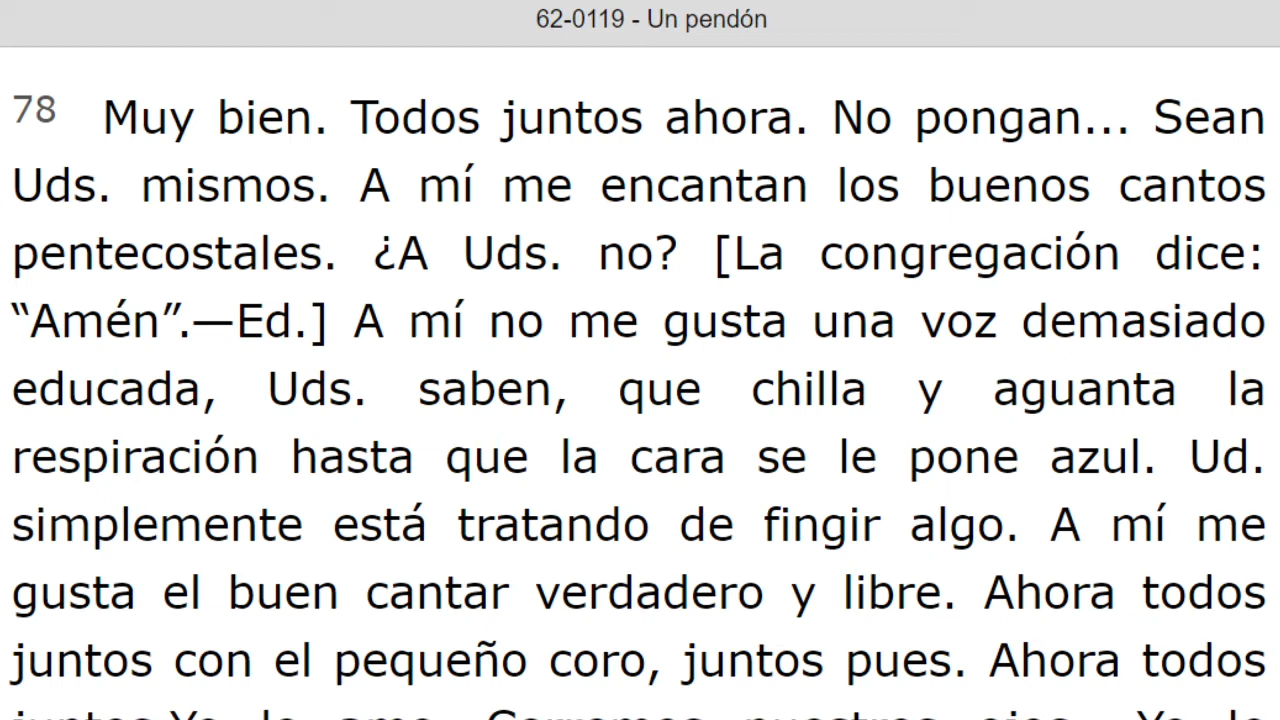 62-0119 - Un pendón
78 Muy bien. Todos juntos ahora. No pongan... Sean
Uds. mismos. A mí me encantan los buenos cantos
pentecostales. ¿A Uds. no? [La congregación dice:
“Amén”.—Ed.] A mí no me gusta una voz demasiado
educada, Uds. saben, que chilla y aguanta la
respiración hasta que la cara se le pone azul. Ud.
simplemente está tratando de fingir algo. A mí me
gusta el buen cantar verdadero y libre. Ahora todos
juntos con el pequeño coro, juntos pues. Ahora todos